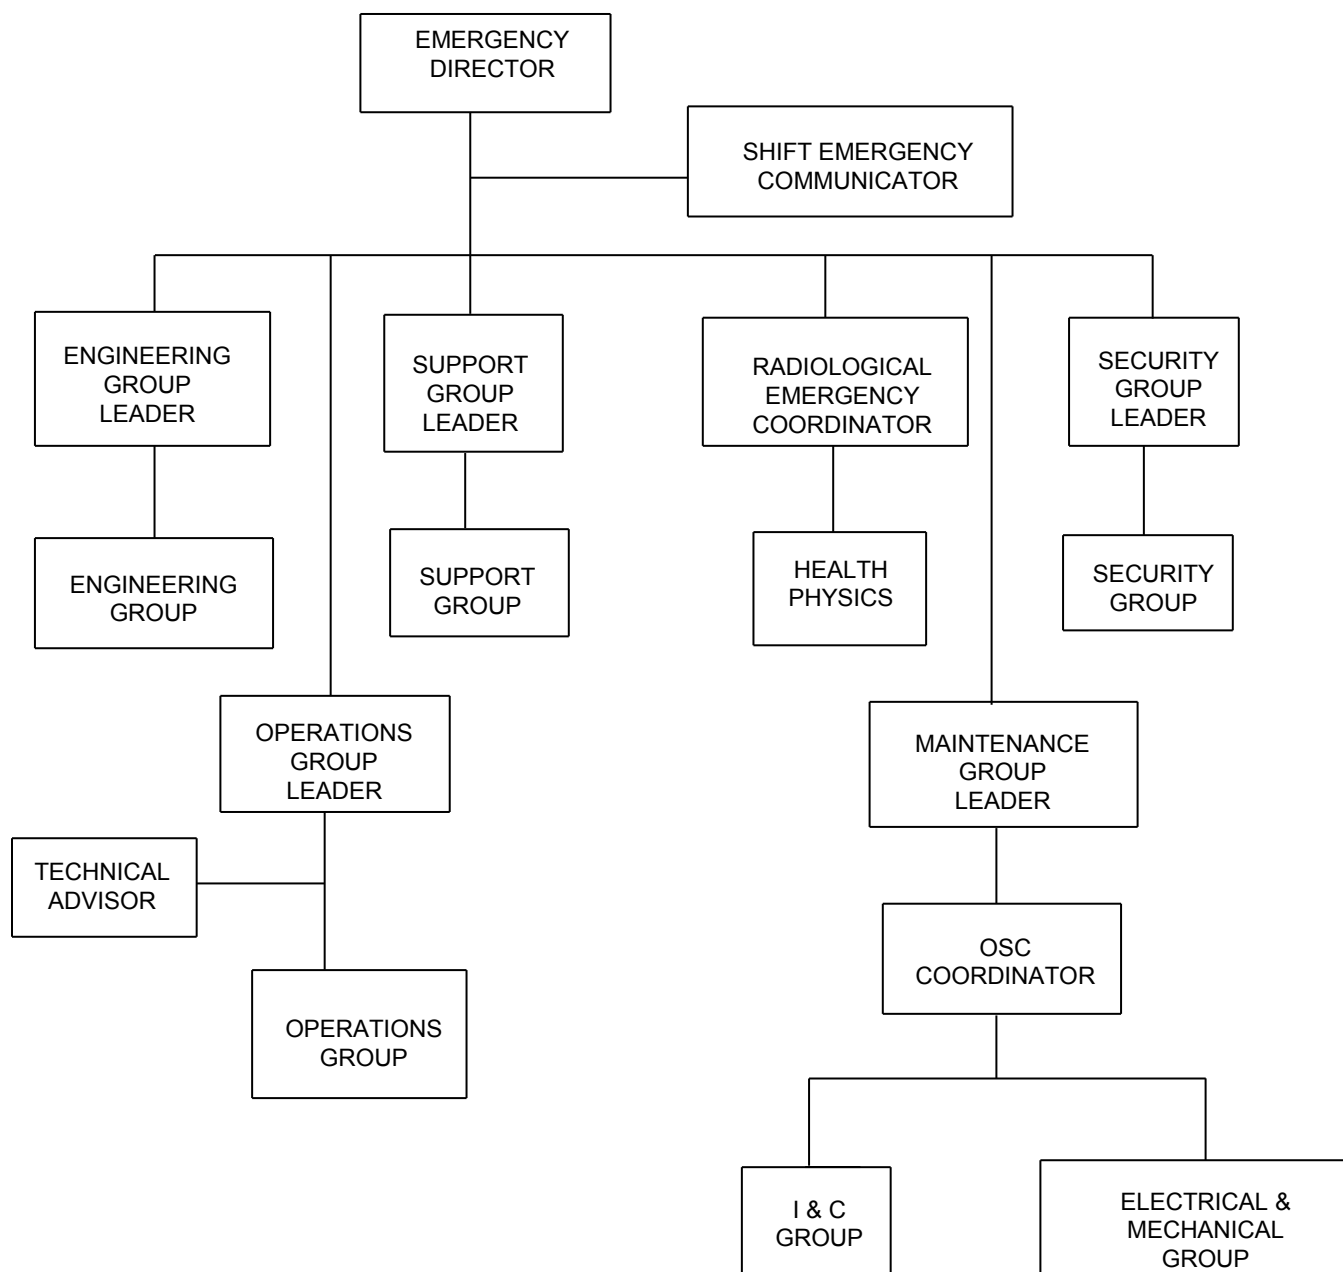 EMERGENCY
DIRECTOR
SHIFT EMERGENCY
COMMUNICATOR
ENGINEERING
GROUP
LEADER
SUPPORT
GROUP
LEADER
RADIOLOGICAL
EMERGENCY
COORDINATOR
SECURITY
GROUP
LEADER
ENGINEERING
GROUP
SUPPORT
GROUP
HEALTH
PHYSICS
SECURITY
GROUP
OPERATIONS
GROUP
LEADER
MAINTENANCE
GROUP
LEADER
TECHNICAL
ADVISOR
OSC
COORDINATOR
OPERATIONS
GROUP
I & C
GROUP
ELECTRICAL &
MECHANICAL
GROUP